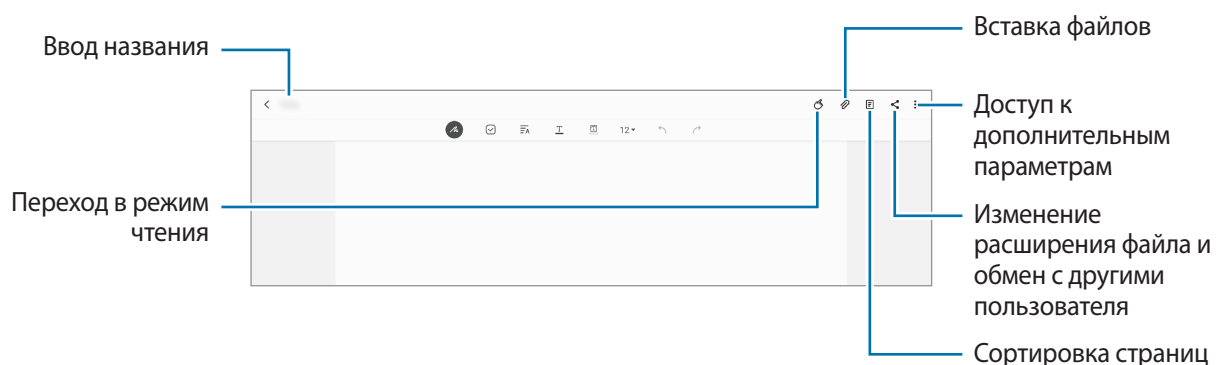 Ввод названия
Вставка файлов
Доступ к
дополнительным
параметрам
12
Переход в режим
чтения
Изменение
расширения файла и
обмен с другими
пользователя
Сортировка страниц